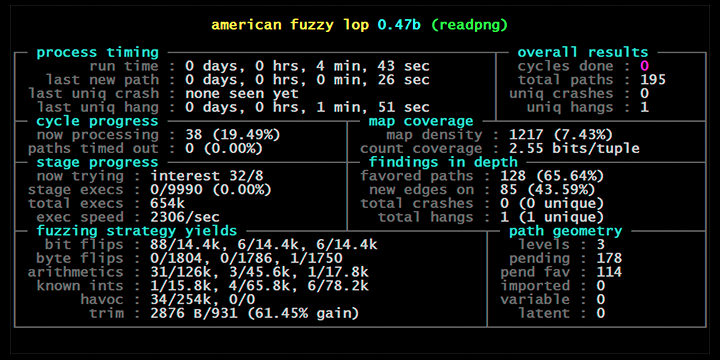 american fuzzy lop 0.47b (readpng)
process timing overall results
run time : 0 days, 0 hrs, 4 min, 43 sec cycles done : 0
last new path : 0 days, 0 hrs, 0 min, 26 sec total paths : 195
last uniq crash : none seen yet uniq crashes : 0
last uniq hang : 0 days, 0 hrs, 1 min, 51 sec uniq hangs : 1
cycle progress map coverage
now processing : 38 (19.49%) map density : 1217 (7.43%)
paths timed out : 0 (0.00%) count coverage : 2.55 bits/tuple
stage progress findings in depth
now trying : interest 32/8 favored paths : 128 (65.64%)
stage execs : 0/9990 (0.00%) new edges on : 85 (43.59%)
total execs : 654k total crashes : 0 (0 unique)
exec speed : 2306/sec total hangs : 1 (1 unique)
fuzzing strategy yields path geometry
bit flips : 88/14.4k, 6/14.4k, 6/14.4k levels : 3
byte flips : 0/1804, 0/1786, 1/1750 pending : 178
arithmetics : 31/126k, 3/45.6k, 1/17.8k pend fav : 114
known ints : 1/15.8k, 4/65.8k, 6/78.2k imported : 0
havoc : 34/254k, 0/0 variable : 0
trim : 2876 B/931 (61.45% gain) latent : 0